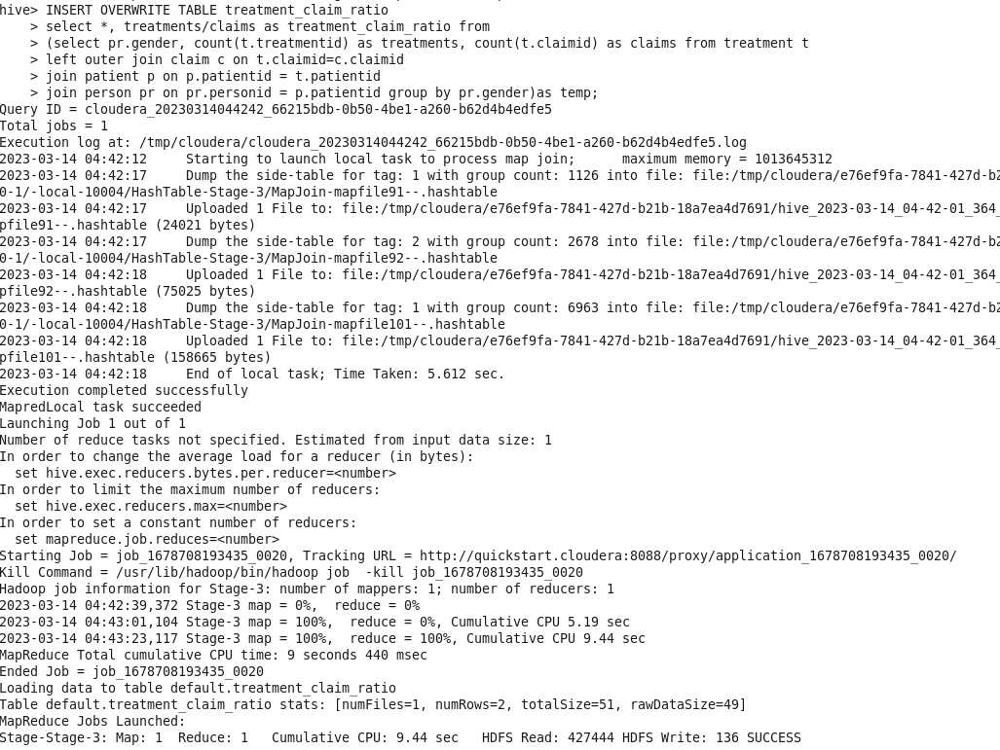 hive> INSERT OVERWRITE TABLE treatment_claim_ratio
    > select *, treatments/claims as treatment_claim_ratio from
    > (select pr.gender, count(t.treatmentid) as treatments, count(t.claimid) as claims from treatment t
    > left outer join claim c on t.claimid=c.claimid
    > join patient p on p.patientid = t.patientid
    > join person pr on pr.personid = p.patientid group by pr.gender)as temp;
Query ID = cloudera_20230314044242_66215bdb-0b50-4be1-a260-b62d4b4edfe5
Total jobs = 1
Execution log at: /tmp/cloudera/cloudera_20230314044242_66215bdb-0b50-4be1-a260-b62d4b4edfe5.log
2023-03-14 04:42:12     Starting to launch local task to process map join;      maximum memory = 1013645312
2023-03-14 04:42:17     Dump the side-table for tag: 1 with group count: 1126 into file: file:/tmp/cloudera/e76ef9fa-7841-427d-b2
0-1/-local-10004/HashTable-Stage-3/MapJoin-mapfile91--.hashtable
2023-03-14 04:42:17     Uploaded 1 File to: file:/tmp/cloudera/e76ef9fa-7841-427d-b21b-18a7ea4d7691/hive_2023-03-14_04-42-01_364_
pfile91--.hashtable (24021 bytes)
2023-03-14 04:42:17     Dump the side-table for tag: 2 with group count: 2678 into file: file:/tmp/cloudera/e76ef9fa-7841-427d-b2
0-1/-local-10004/HashTable-Stage-3/MapJoin-mapfile92--.hashtable
2023-03-14 04:42:18     Uploaded 1 File to: file:/tmp/cloudera/e76ef9fa-7841-427d-b21b-18a7ea4d7691/hive_2023-03-14_04-42-01_364_
pfile92--.hashtable (75025 bytes)
2023-03-14 04:42:18     Dump the side-table for tag: 1 with group count: 6963 into file: file:/tmp/cloudera/e76ef9fa-7841-427d-b2
0-1/-local-10004/HashTable-Stage-3/MapJoin-mapfile101--.hashtable
2023-03-14 04:42:18     Uploaded 1 File to: file:/tmp/cloudera/e76ef9fa-7841-427d-b21b-18a7ea4d7691/hive_2023-03-14_04-42-01_364_
pfile101--.hashtable (158665 bytes)
2023-03-14 04:42:18     End of local task; Time Taken: 5.612 sec.
Execution completed successfully
MapredLocal task succeeded
Launching Job 1 out of 1
Number of reduce tasks not specified. Estimated from input data size: 1
In order to change the average load for a reducer (in bytes):
  set hive.exec.reducers.bytes.per.reducer=<number>
In order to limit the maximum number of reducers:
  set hive.exec.reducers.max=<number>
In order to set a constant number of reducers:
  set mapreduce.job.reduces=<number>
Starting Job = job_1678708193435_0020, Tracking URL = http://quickstart.cloudera:8088/proxy/application_1678708193435_0020/
Kill Command = /usr/lib/hadoop/bin/hadoop job  -kill job_1678708193435_0020
Hadoop job information for Stage-3: number of mappers: 1; number of reducers: 1
2023-03-14 04:42:39,372 Stage-3 map = 0%,  reduce = 0%
2023-03-14 04:43:01,104 Stage-3 map = 100%,  reduce = 0%, Cumulative CPU 5.19 sec
2023-03-14 04:43:23,117 Stage-3 map = 100%,  reduce = 100%, Cumulative CPU 9.44 sec
MapReduce Total cumulative CPU time: 9 seconds 440 msec
Ended Job = job_1678708193435_0020
Loading data to table default.treatment_claim_ratio
Table default.treatment_claim_ratio stats: [numFiles=1, numRows=2, totalSize=51, rawDataSize=49]
MapReduce Jobs Launched:
Stage-Stage-3: Map: 1  Reduce: 1   Cumulative CPU: 9.44 sec   HDFS Read: 427444 HDFS Write: 136 SUCCESS